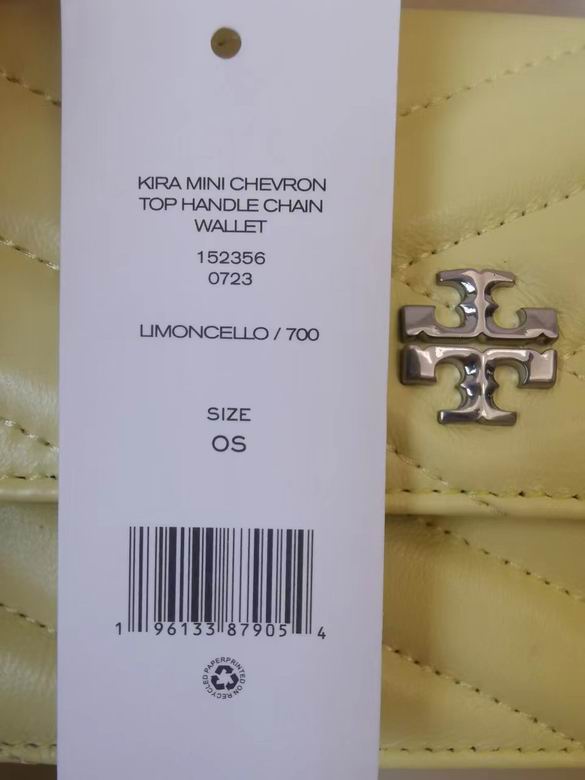 KIRA MINI CHEVRON
TOP HANDLE CHAIN
WALLET
152356
0723
LIMONCELLO / 700
SIZE
OS
1 96133 87905 4
PRINTED ON RECYCLED PAPER